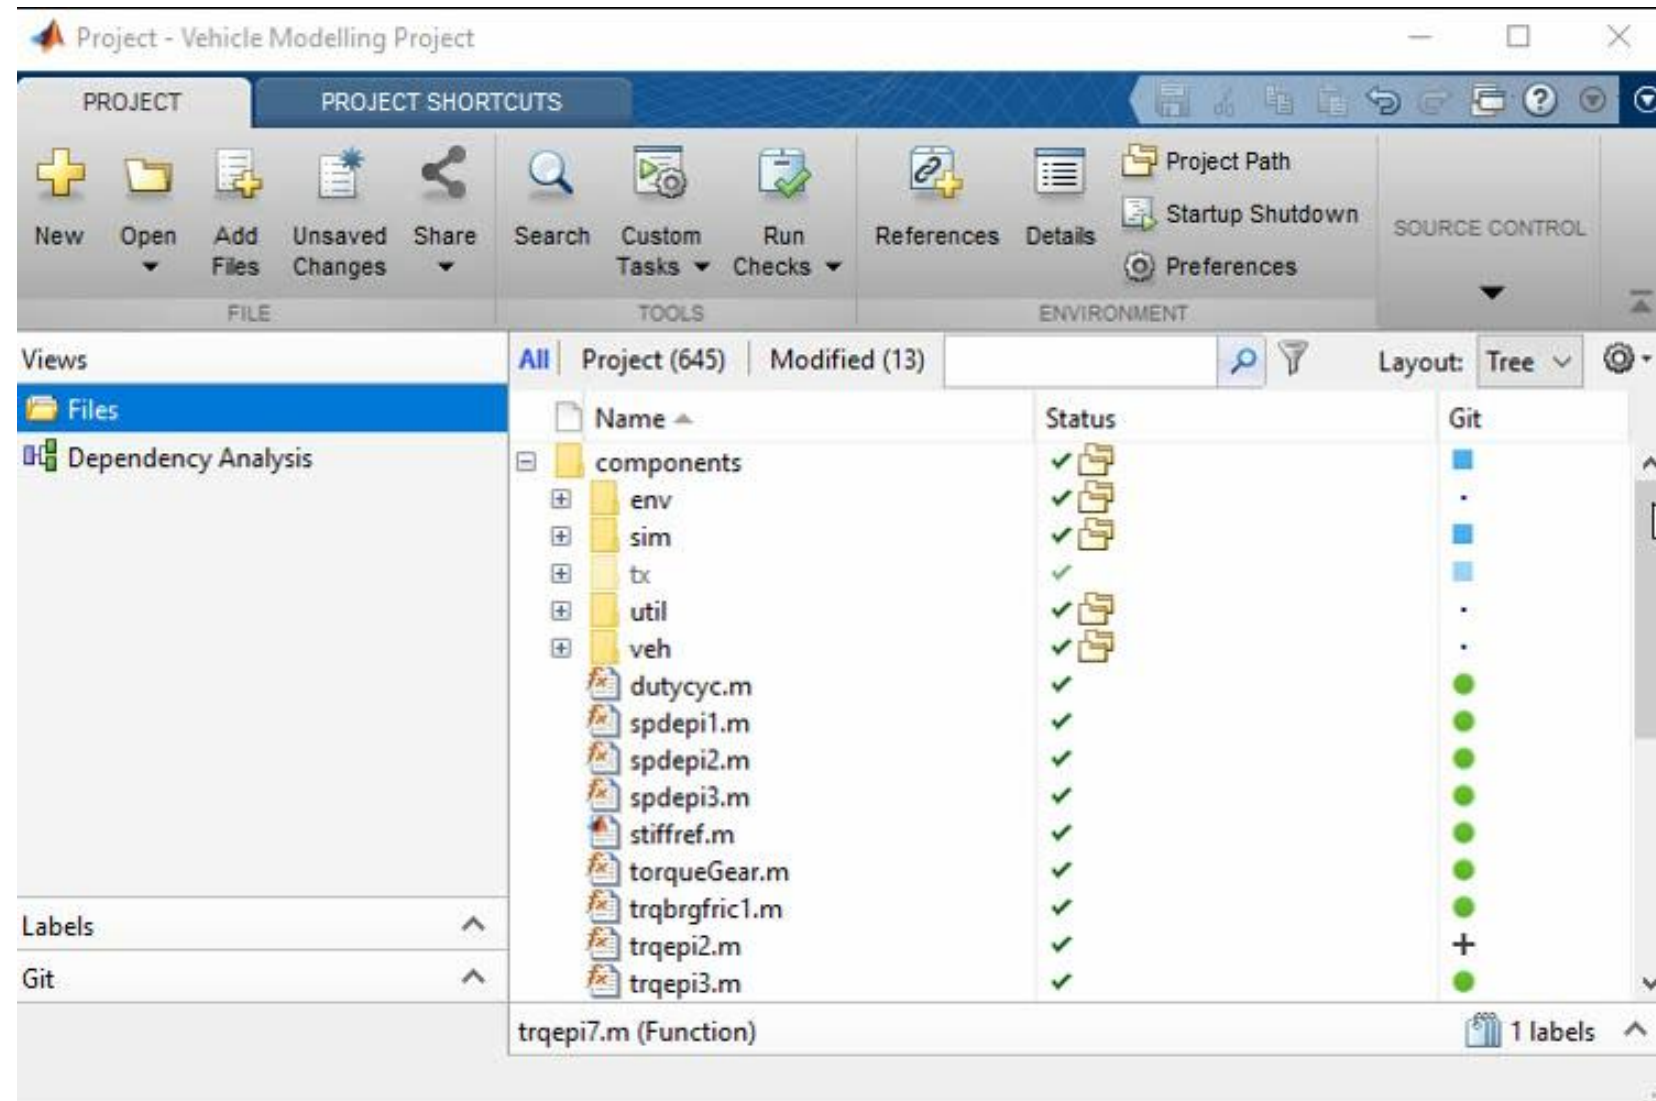 Project - Vehicle Modelling Project
PROJECT PROJECT SHORTCUTS
New Open Add Files Unsaved Changes Share Search Custom Tasks Run Checks References Details Project Path
Startup Shutdown
Preferences
SOURCE CONTROL
FILE TOOLS ENVIRONMENT
Views
All Project (645) Modified (13) Layout: Tree
Files
Name Status Git
Dependency Analysis
components
env
sim
tx
util
veh
dutycyc.m
spdepi1.m
spdepi2.m
spdepi3.m
stiffref.m
torqueGear.m
trqbrgfric1.m
trqepi2.m
trqepi3.m
Labels
Git
trqepi7.m (Function) 1 labels